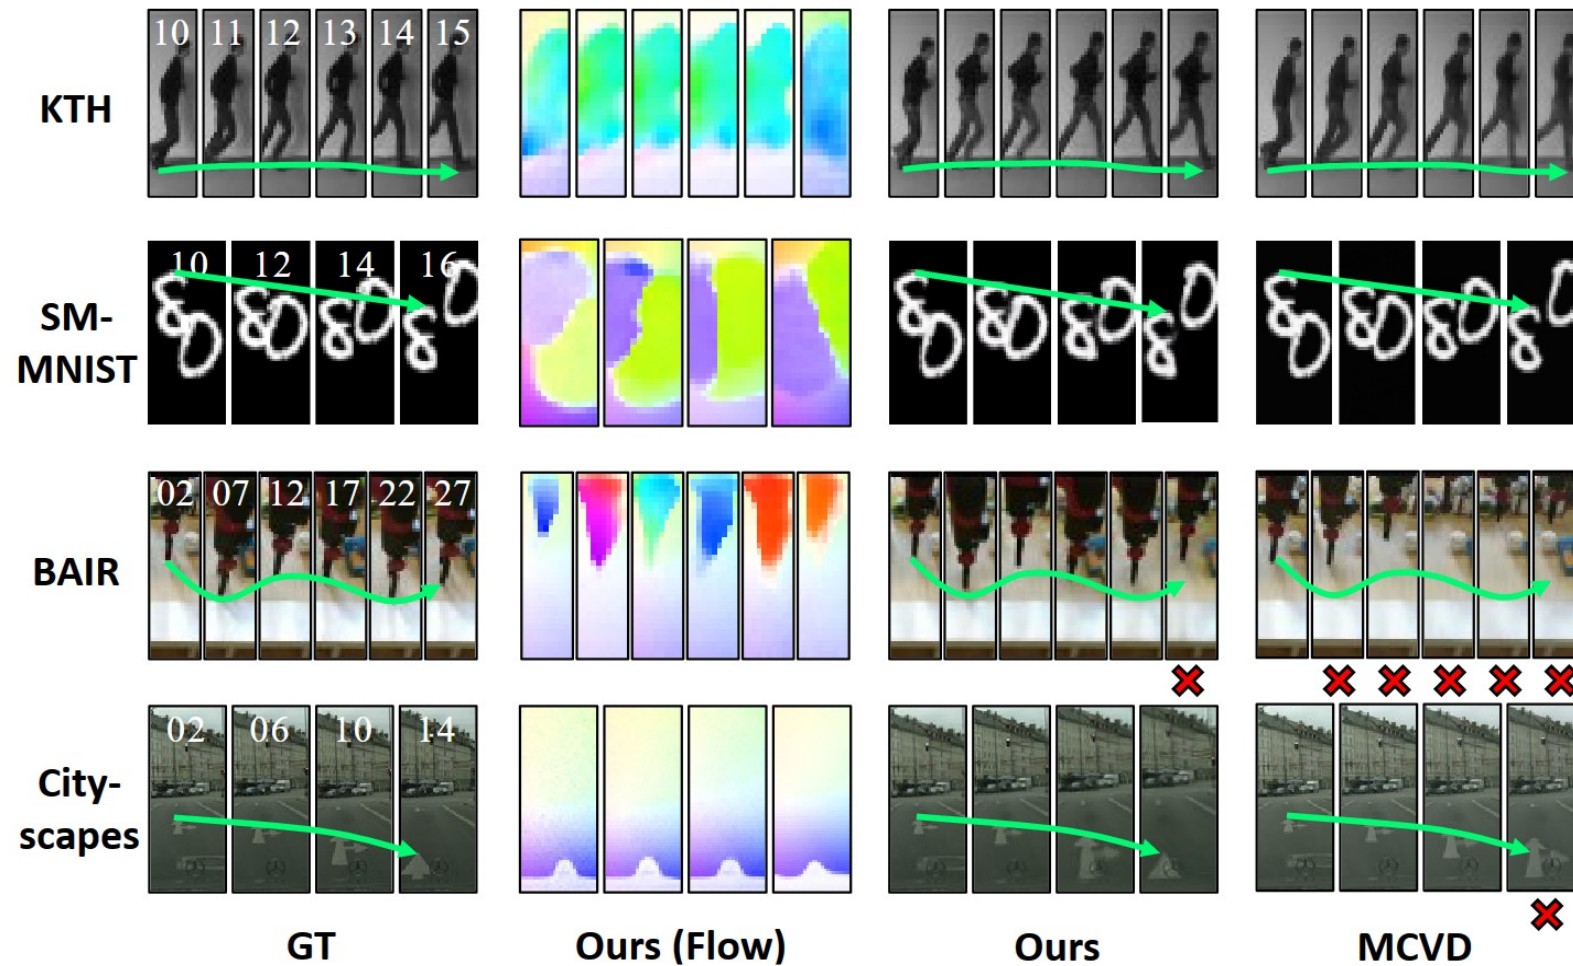 KTH
10 11 12 13 14 15
SM-
MNIST
10 12 14 16
BAIR
02 07 12 17 22 27
City-
scapes
02 06 10 14
GT
Ours (Flow)
Ours
MCVD